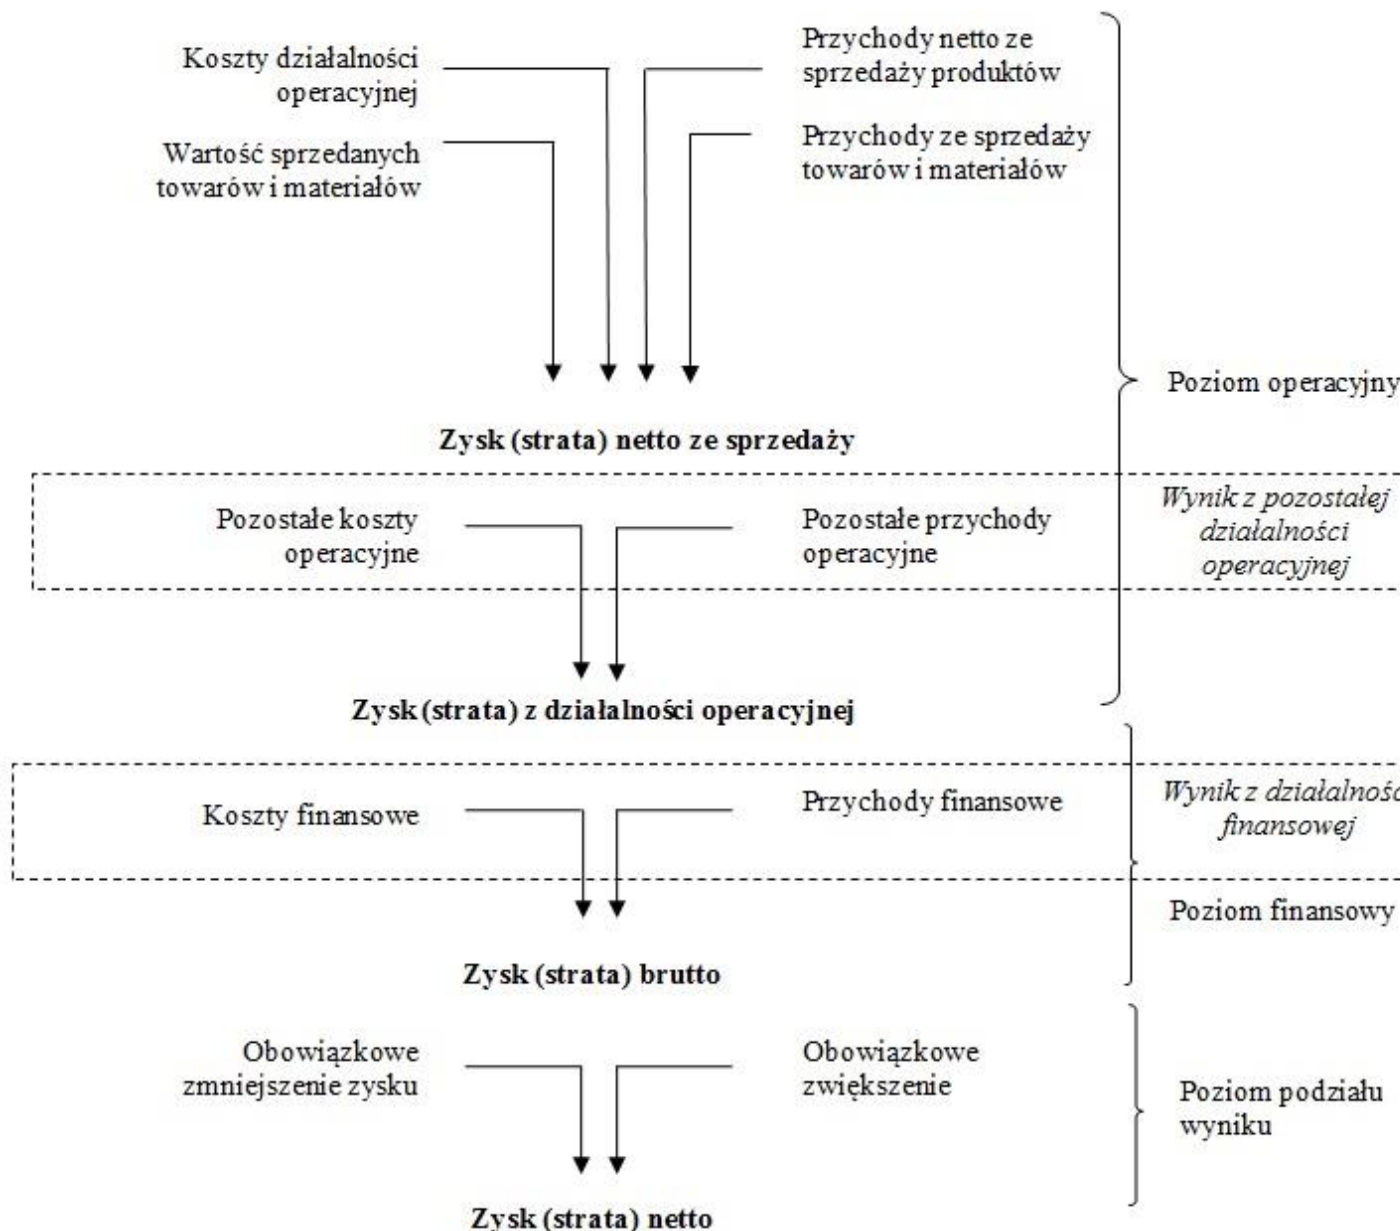 Koszty działalności
operacyjnej
Przychody netto ze
sprzedaży produktów
Wartość sprzedanych
towarów i materiałów
Przychody ze sprzedaży
towarów i materiałów
Poziom operacyjny
Zysk (strata) netto ze sprzedaży
Pozostałe koszty
operacyjne
Pozostałe przychody
operacyjne
Wynik z pozostałej
działalności
operacyjnej
Zysk (strata) z działalności operacyjnej
Koszty finansowe
Przychody finansowe
Wynik z działalnośc
finansowej
Poziom finansowy
Zysk (strata) brutto
Obowiązkowe
zmniejszenie zysku
Obowiązkowe
zwiększenie
Poziom podziału
wyniku
Zysk (strata) netto